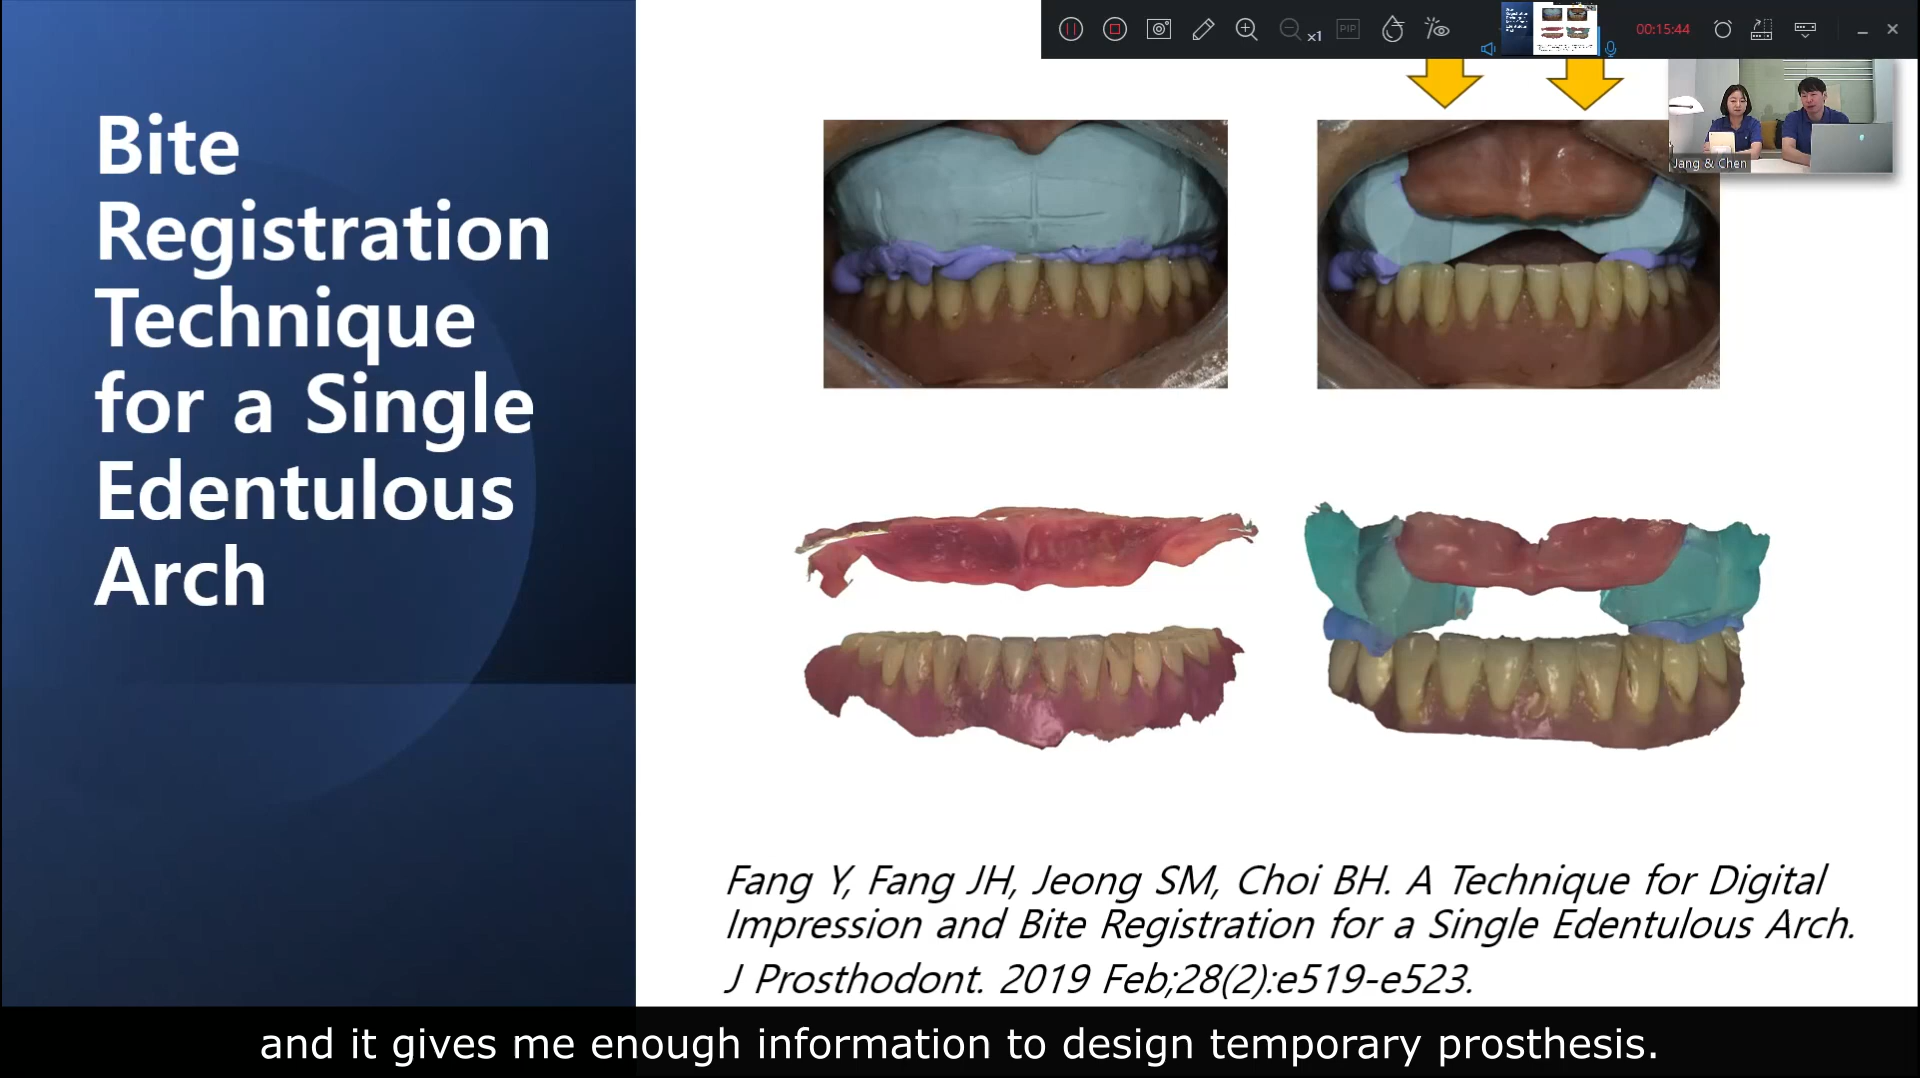 Bite
Registration
Technique
for a Single
Edentulous
Arch
x1
PIP
00:15:44
Jang & Chen
Fang Y, Fang JH, Jeong SM, Choi BH. A Technique for Digital
Impression and Bite Registration for a Single Edentulous Arch.
J Prosthodont. 2019 Feb;28(2):e519-e523.
and it gives me enough information to design temporary prosthesis.